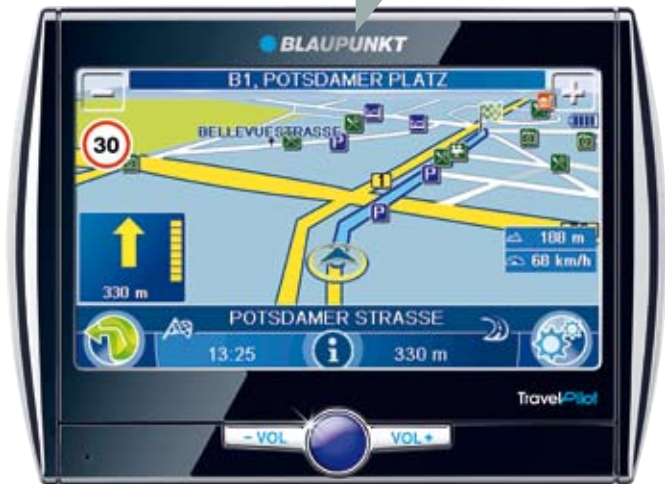 BLAUPUNKT
B1, POTSDAMER PLATZ
− +
30
BELLEVUESTRASSE
P
1
P
P
188 m
68 km/h
330 m
POTSDAMER STRASSE
13:25 i 330 m
TravelPilot
− VOL VOL +